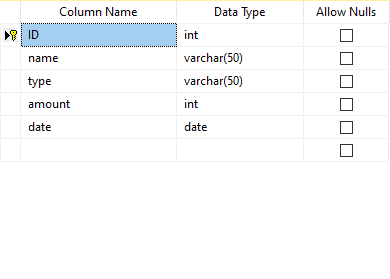 Column Name Data Type Allow Nulls
ID int
name varchar(50)
type varchar(50)
amount int
date date